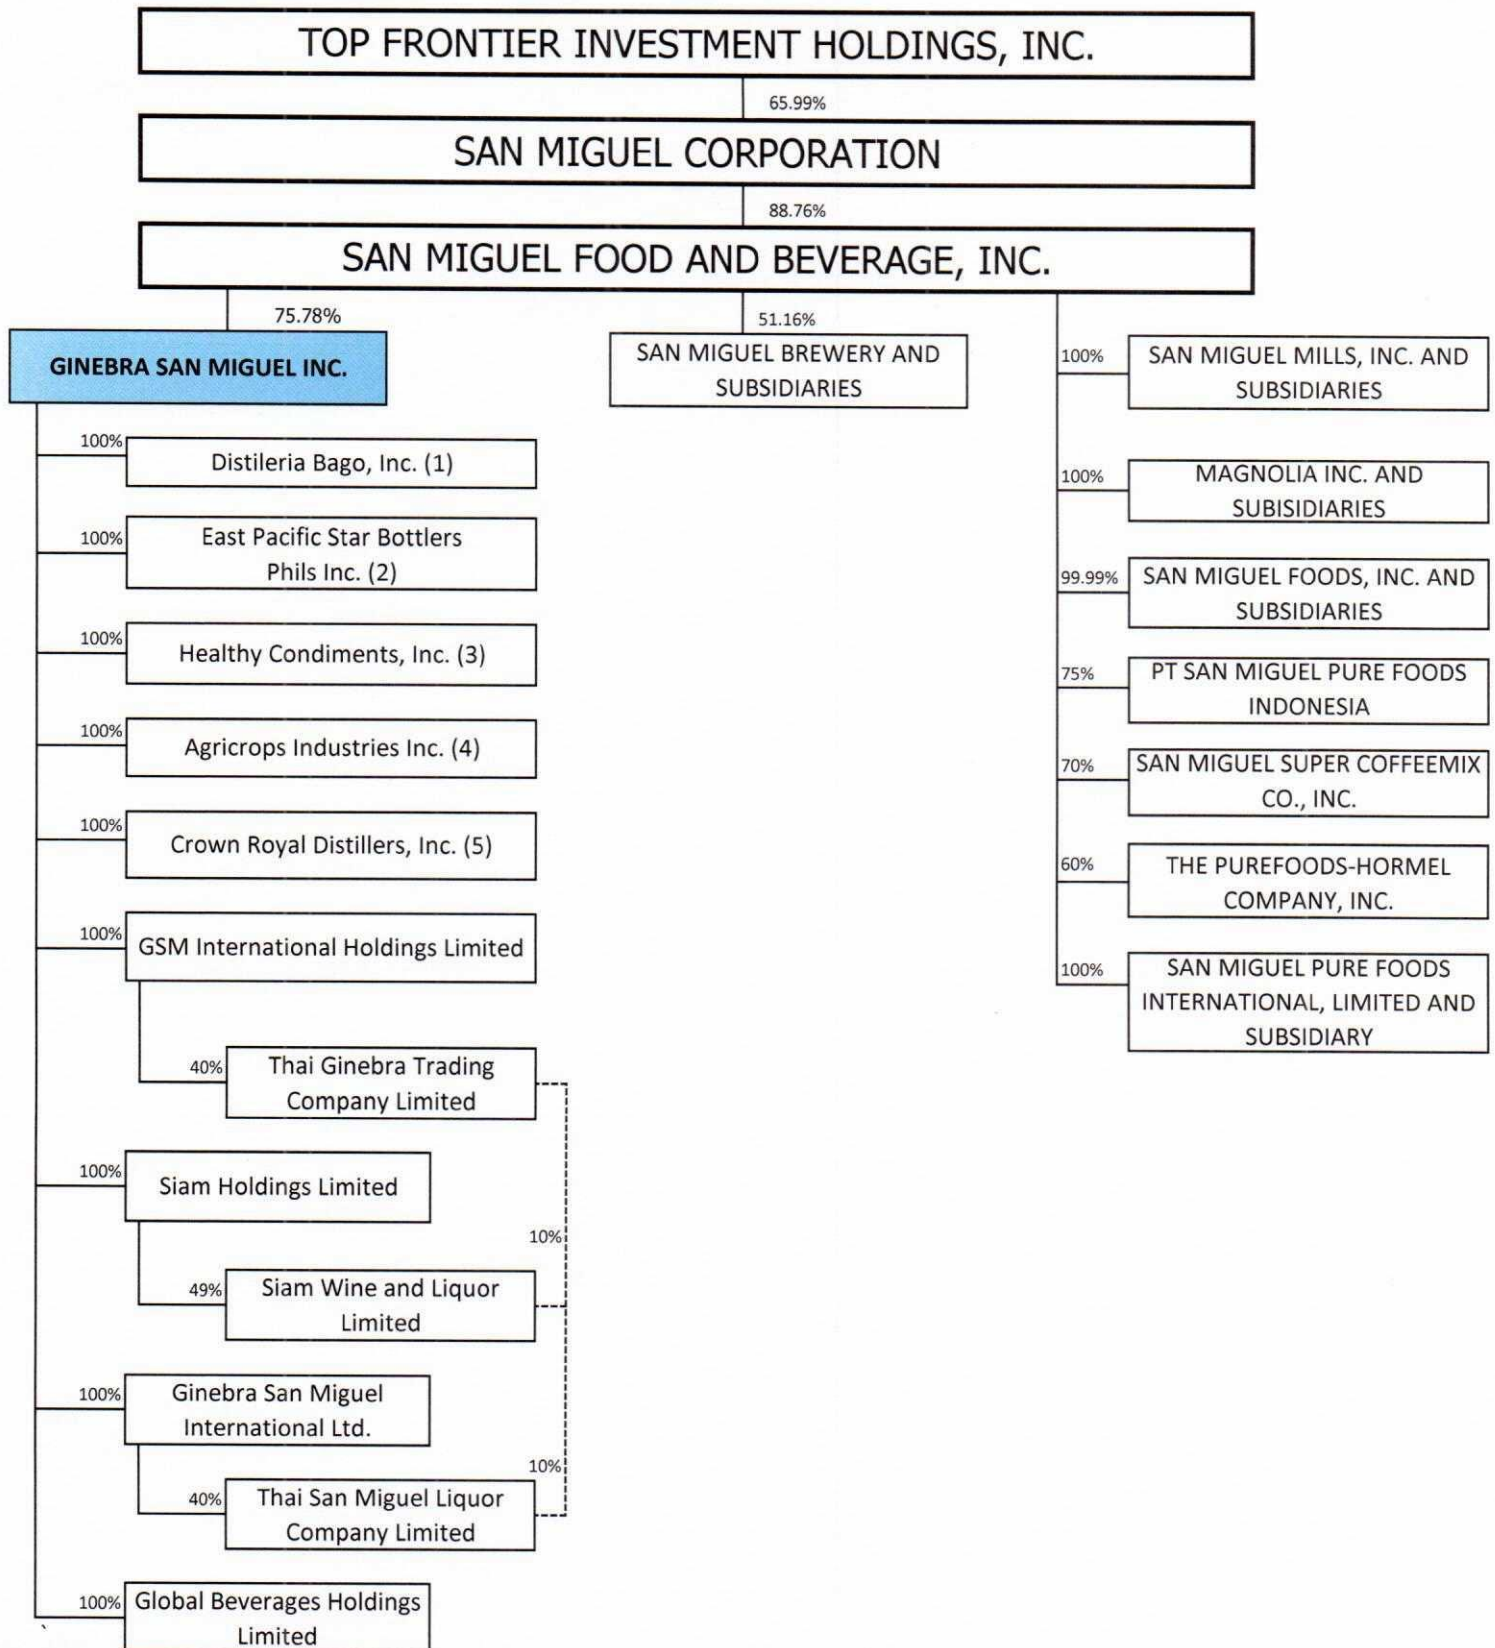 TOP FRONTIER INVESTMENT HOLDINGS, INC.
65.99%
SAN MIGUEL CORPORATION
88.76%
SAN MIGUEL FOOD AND BEVERAGE, INC.
75.78%
GINEBRA SAN MIGUEL INC.
100%
Distileria Bago, Inc. (1)
100%
East Pacific Star Bottlers
Phils Inc. (2)
100%
Healthy Condiments, Inc. (3)
100%
Agricrops Industries Inc. (4)
100%
Crown Royal Distillers, Inc. (5)
100%
GSM International Holdings Limited
40%
Thai Ginebra Trading
Company Limited
100%
Siam Holdings Limited
10%
49%
Siam Wine and Liquor
Limited
100%
Ginebra San Miguel
International Ltd.
10%
40%
Thai San Miguel Liquor
Company Limited
100%
Global Beverages Holdings
Limited
51.16%
SAN MIGUEL BREWERY AND
SUBSIDIARIES
100%
SAN MIGUEL MILLS, INC. AND
SUBSIDIARIES
100%
MAGNOLIA INC. AND
SUBISIDIARIES
99.99%
SAN MIGUEL FOODS, INC. AND
SUBSIDIARIES
75%
PT SAN MIGUEL PURE FOODS
INDONESIA
70%
SAN MIGUEL SUPER COFFEEMIX
CO., INC.
60%
THE PUREFOODS-HORMEL
COMPANY, INC.
100%
SAN MIGUEL PURE FOODS
INTERNATIONAL, LIMITED AND
SUBSIDIARY